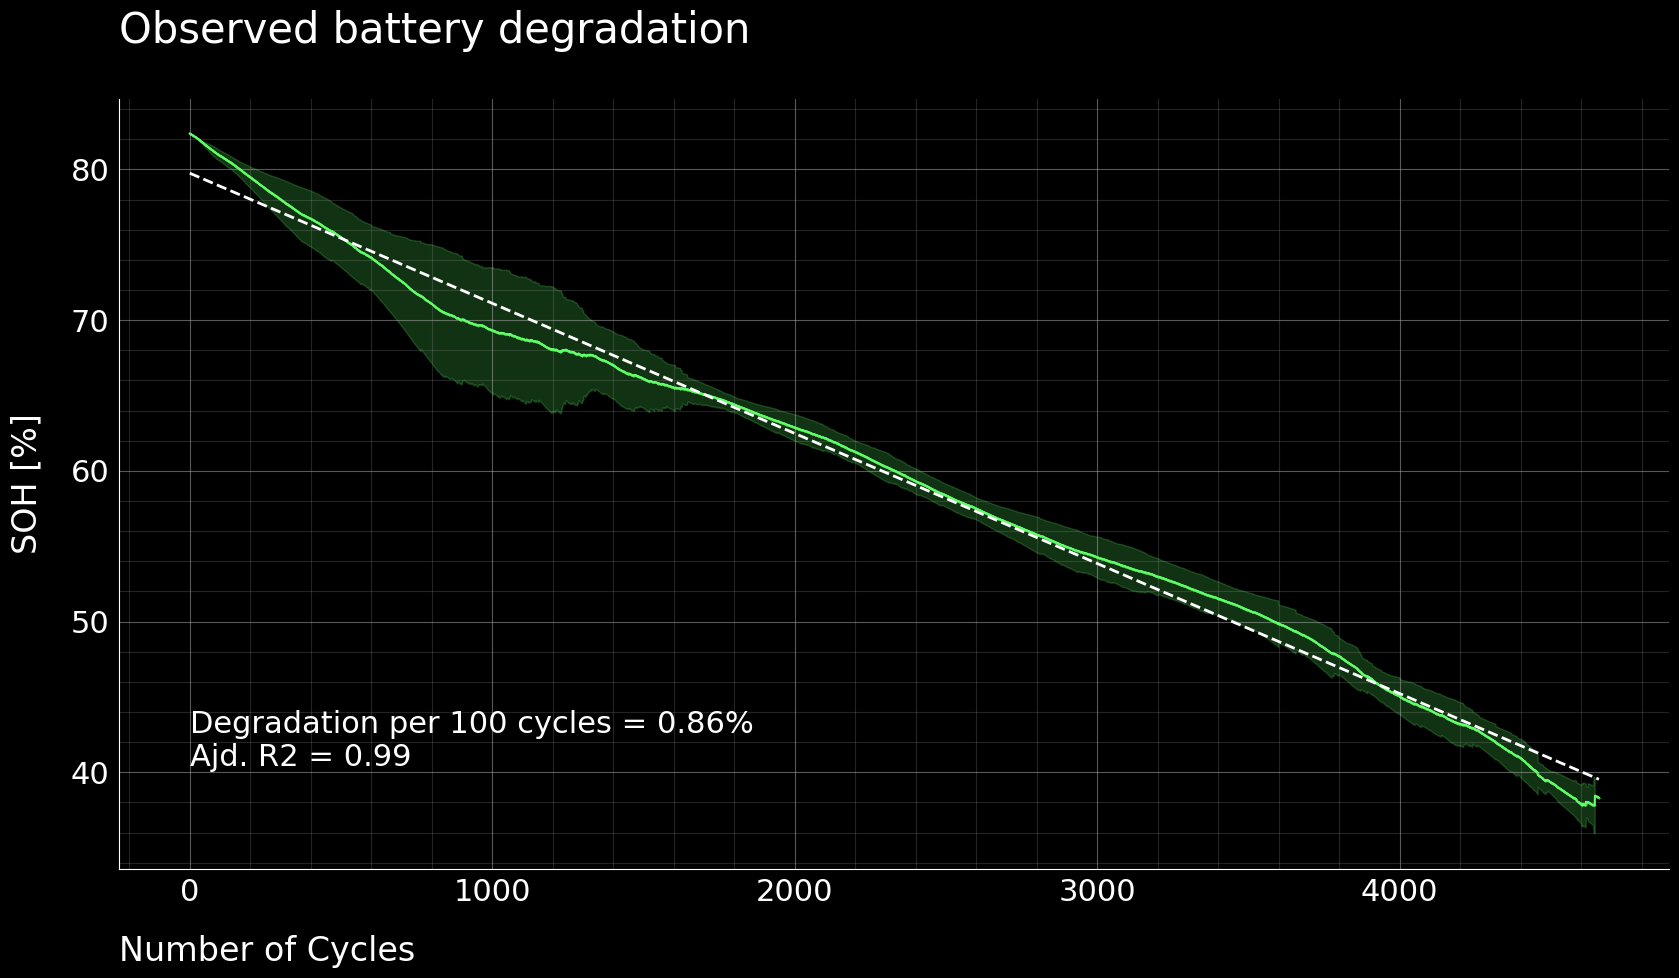 Observed battery degradation
SOH [%]
80
70
60
50
40
Degradation per 100 cycles = 0.86%
Ajd. R2 = 0.99
0 1000 2000 3000 4000
Number of Cycles